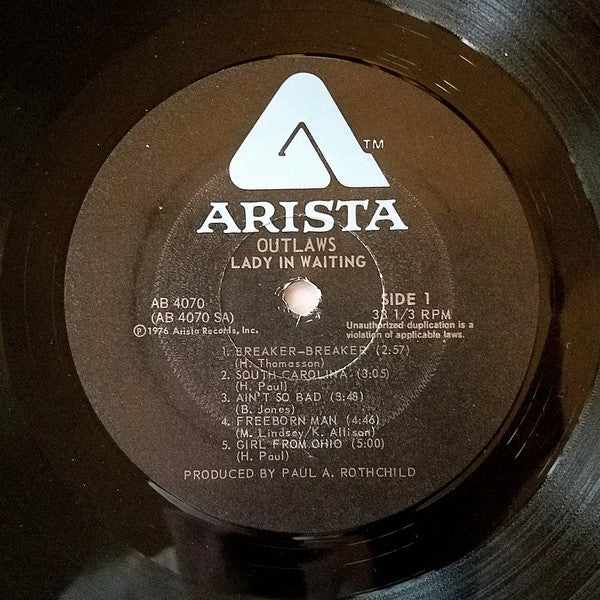 TM
ARISTA
OUTLAWS
LADY IN WAITING
AB 4070
(AB 4070 SA)
℗1976 Arista Records, Inc.
SIDE 1
33 1/3 RPM
Unauthorized duplication is a
violation of applicable laws.
1. BREAKER–BREAKER (2:57)
(H. Thomasson)
2. SOUTH CAROLINA (3:05)
(H. Paul)
3. AIN'T SO BAD (3:48)
(B. Jones)
4. FREEBORN MAN (4:46)
(M. Lindsey/K. Allison)
5. GIRL FROM OHIO (5:00)
(H. Paul)
PRODUCED BY PAUL A. ROTHCHILD